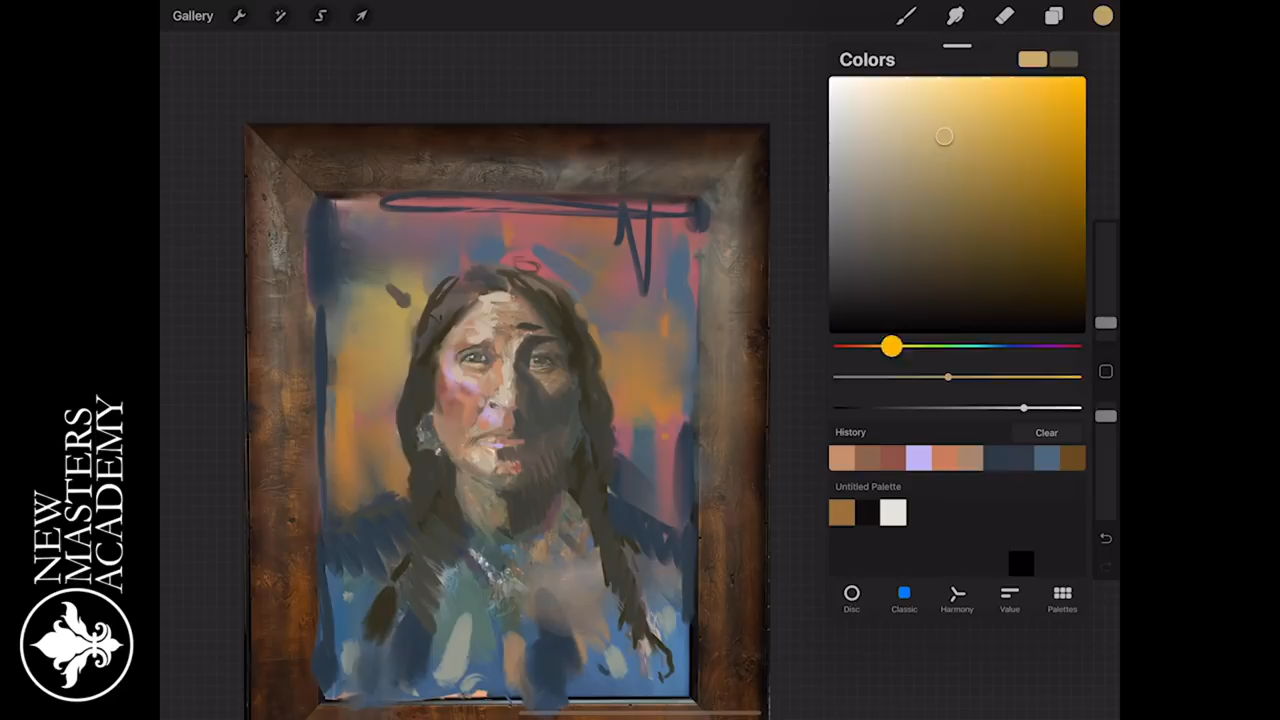 Gallery
Colors
History
Clear
Untitled Palette
Disc
Classic
Harmony
Value
Palettes
NEW
MASTERS
ACADEMY